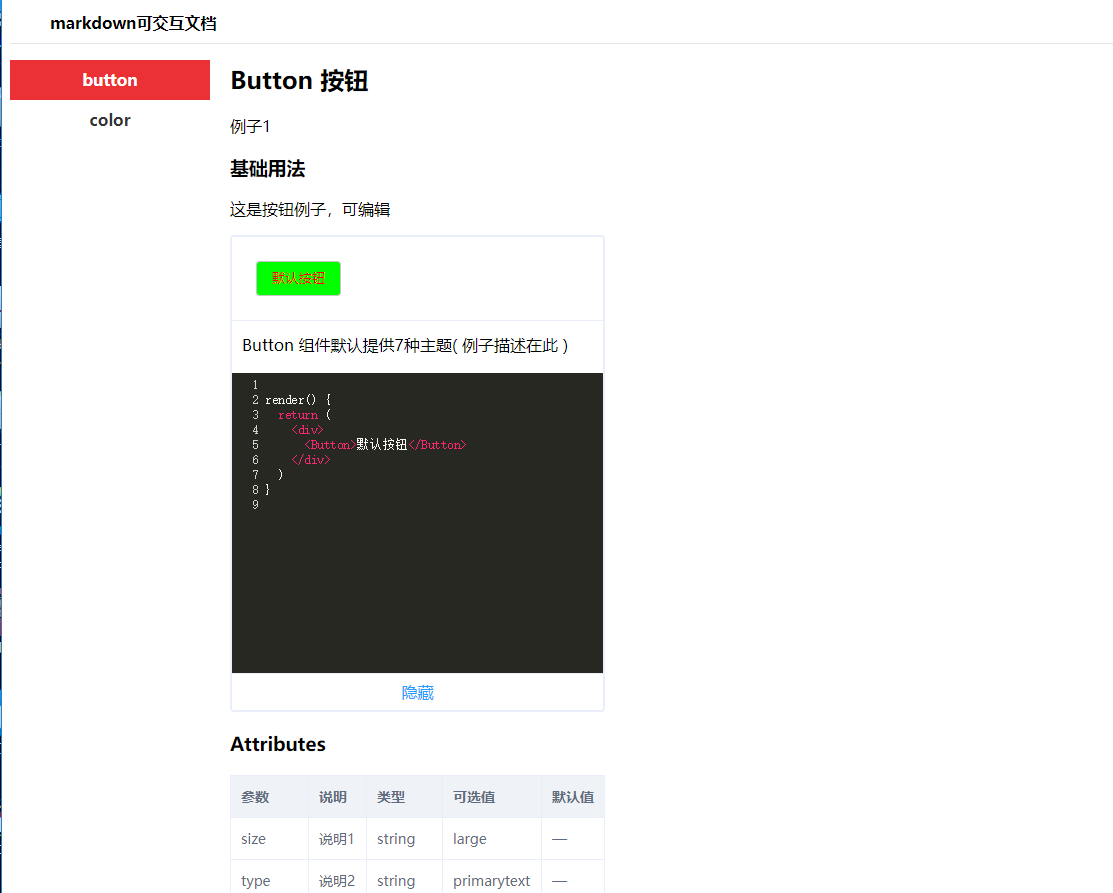 markdown可交互文档
button
color
Button 按钮
例子1
基础用法
这是按钮例子，可编辑
默认按钮
Button 组件默认提供7种主题( 例子描述在此 )
1
2 render() {
3 return (
4 <div>
5 <Button>默认按钮</Button>
6 </div>
7 )
8 }
9
隐藏
Attributes
参数 说明 类型 可选值 默认值
size 说明1 string large —
type 说明2 string primarytext —